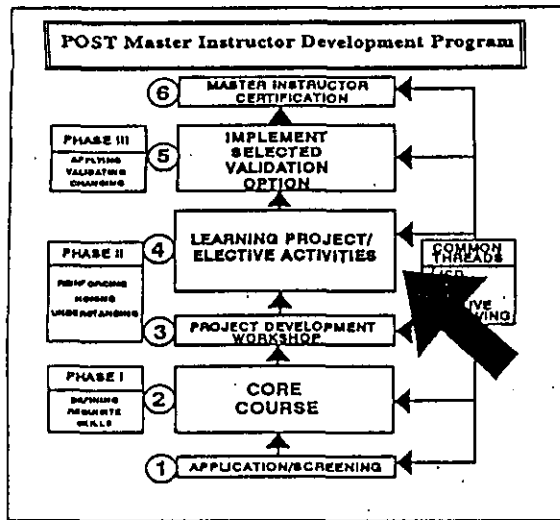 POST Master Instructor Development Program
6
MASTER INSTRUCTOR
CERTIFICATION
PHASE III
APPLYING
VALIDATING
CHANGING
5
IMPLEMENT
SELECTED
VALIDATION
OPTION
PHASE II
REINFORCING
HONING
UNDERSTANDING
4
LEARNING PROJECT/
ELECTIVE ACTIVITIES
COMMON
THREADS
3
PROJECT DEVELOPMENT
WORKSHOP
PHASE I
DEFINING
REQUISITE
SKILLS
2
CORE
COURSE
1
APPLICATION/SCREENING